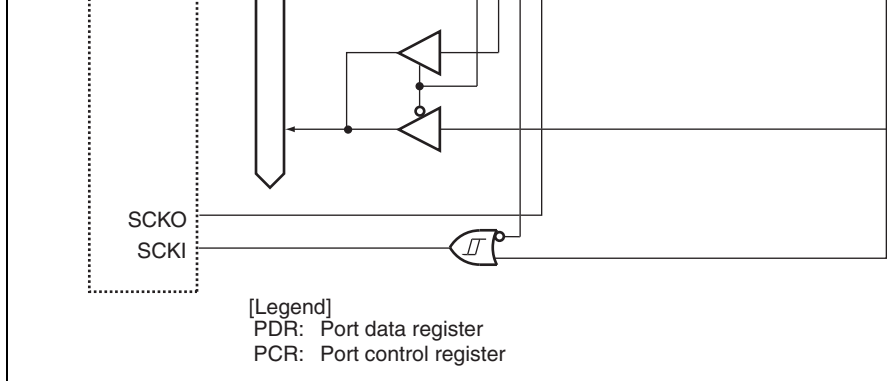 SCKO
SCKI
[Legend]
PDR: Port data register
PCR: Port control register